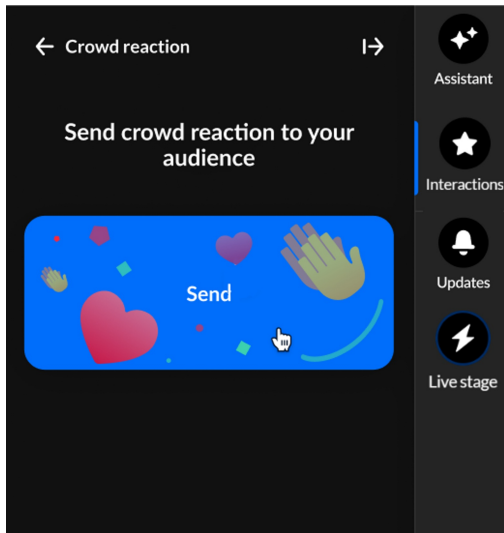 Crowd reaction
Send crowd reaction to your
audience
Send
Assistant
Interactions
Updates
Live stage